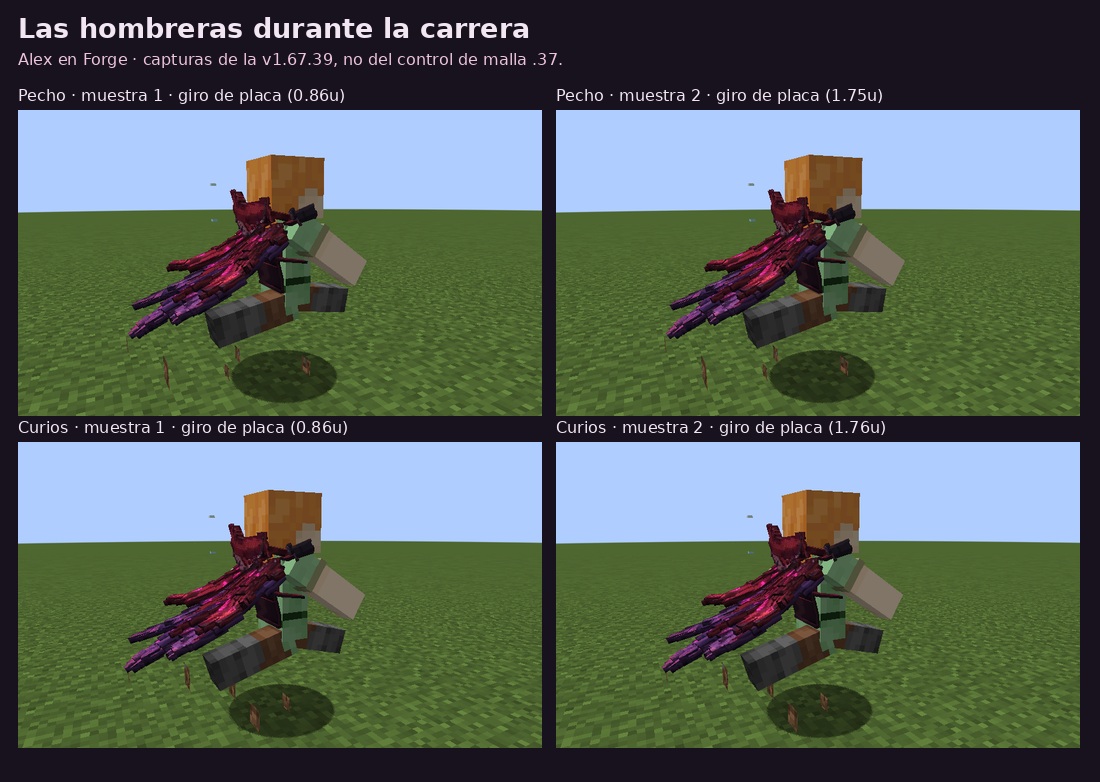 Las hombreras durante la carrera
Alex en Forge · capturas de la v1.67.39, no del control de malla .37.
Pecho · muestra 1 · giro de placa (0.86u)
Pecho · muestra 2 · giro de placa (1.75u)
Curios · muestra 1 · giro de placa (0.86u)
Curios · muestra 2 · giro de placa (1.76u)